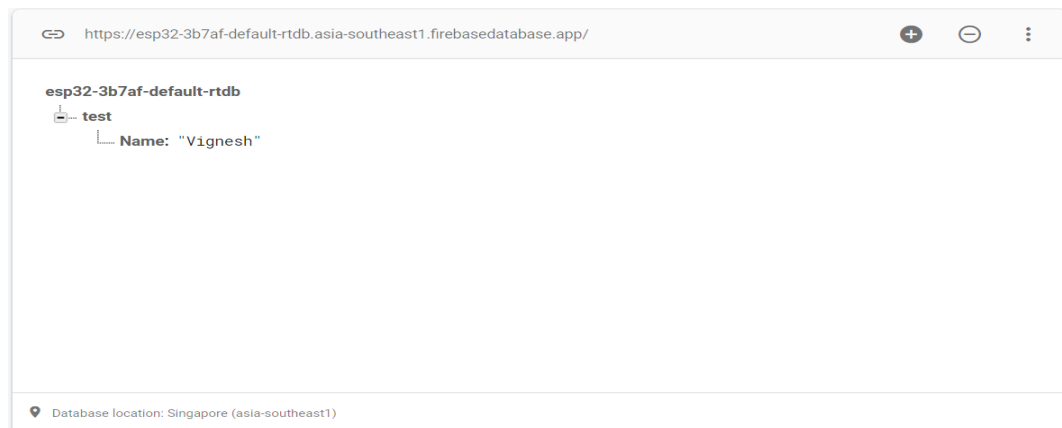 https://esp32-3b7af-default-rtdb.asia-southeast1.firebasedatabase.app/
esp32-3b7af-default-rtdb
test
Name: "Vignesh"
Database location: Singapore (asia-southeast1)